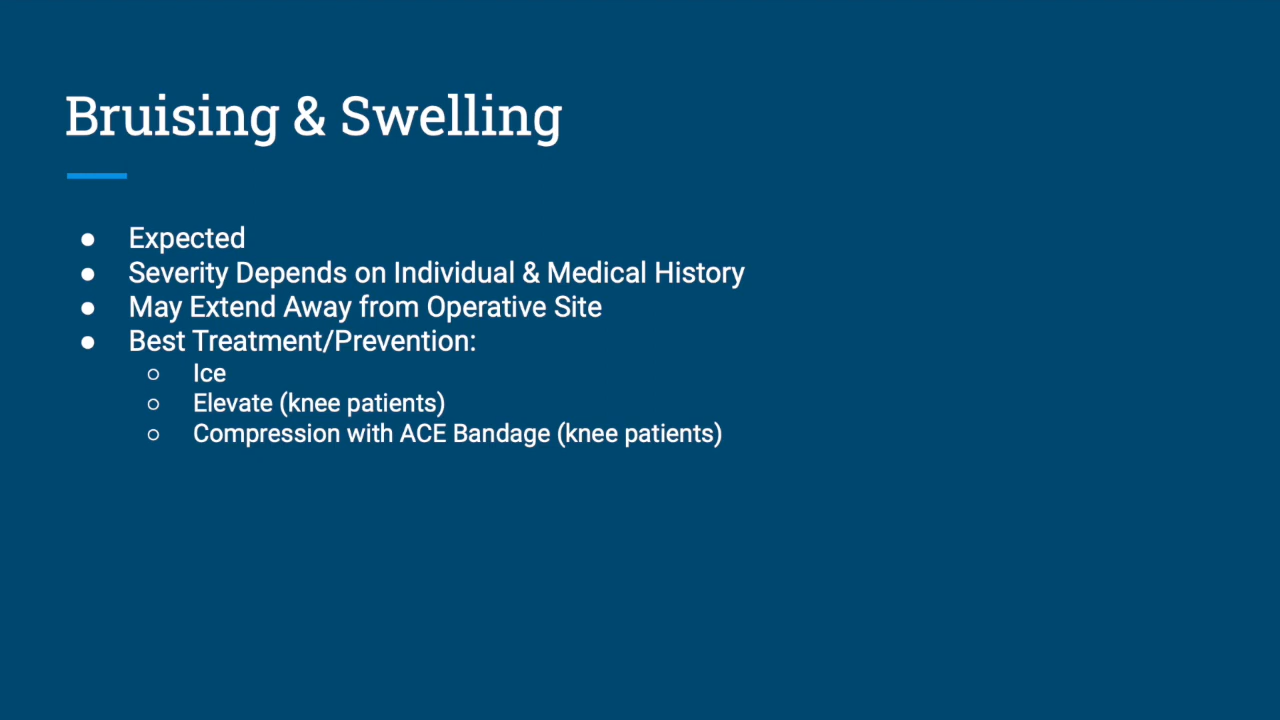 Bruising & Swelling
● Expected
● Severity Depends on Individual & Medical History
● May Extend Away from Operative Site
● Best Treatment/Prevention:
○ Ice
○ Elevate (knee patients)
○ Compression with ACE Bandage (knee patients)